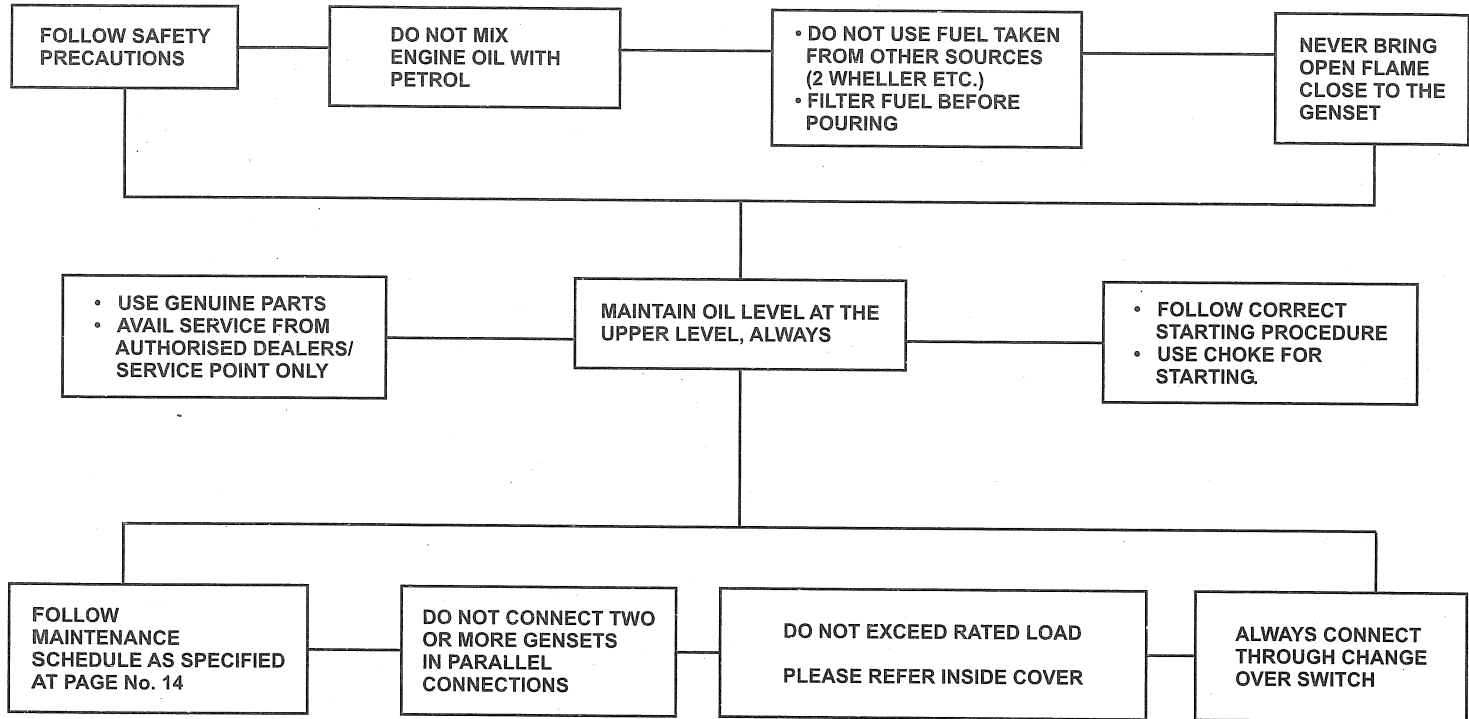 FOLLOW SAFETY
PRECAUTIONS
DO NOT MIX
ENGINE OIL WITH
PETROL
• DO NOT USE FUEL TAKEN
FROM OTHER SOURCES
(2 WHELLER ETC.)
• FILTER FUEL BEFORE
POURING
NEVER BRING
OPEN FLAME
CLOSE TO THE
GENSET
• USE GENUINE PARTS
• AVAIL SERVICE FROM
AUTHORISED DEALERS/
SERVICE POINT ONLY
MAINTAIN OIL LEVEL AT THE
UPPER LEVEL, ALWAYS
• FOLLOW CORRECT
STARTING PROCEDURE
• USE CHOKE FOR
STARTING.
FOLLOW
MAINTENANCE
SCHEDULE AS SPECIFIED
AT PAGE No. 14
DO NOT CONNECT TWO
OR MORE GENSETS
IN PARALLEL
CONNECTIONS
DO NOT EXCEED RATED LOAD
PLEASE REFER INSIDE COVER
ALWAYS CONNECT
THROUGH CHANGE
OVER SWITCH